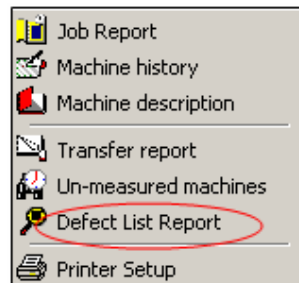 Job Report
Machine history
Machine description
Transfer report
Un-measured machines
Defect List Report
Printer Setup